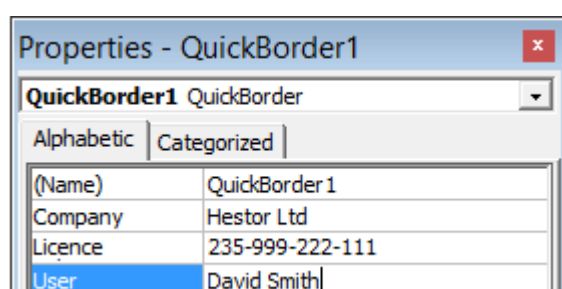 Properties - QuickBorder1
x
QuickBorder1 QuickBorder
Alphabetic Categorized
(Name) QuickBorder1
Company Hestor Ltd
Licence 235-999-222-111
User David Smith